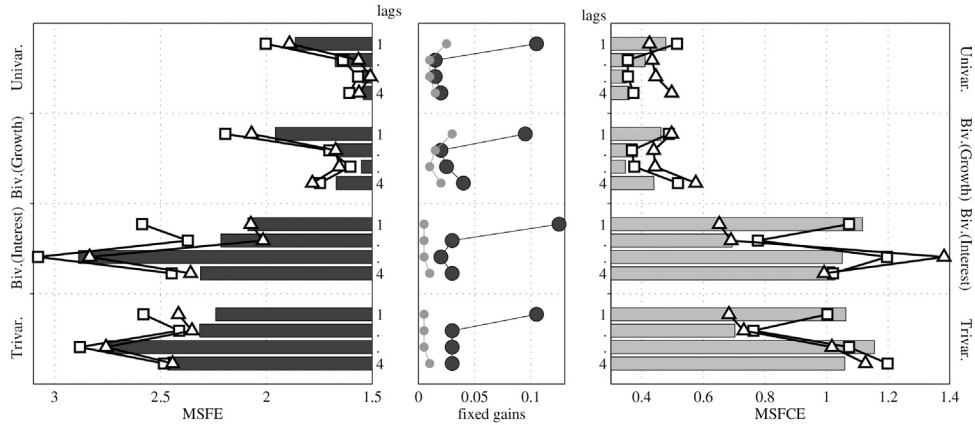 lags
Univar.
1
.
.
4
1
.
.
4
Univar.
Biv.(Growth)
1
.
.
4
1
.
.
4
Biv.(Growth)
Biv.(Interest)
1
.
.
4
1
.
.
4
Biv.(Interest)
Trivar.
1
.
.
4
1
.
.
4
Trivar.
3 2.5 2 1.5
0 0.05 0.1
0.4 0.6 0.8 1 1.2 1.4
MSFE
fixed gains
MSFCE
lags